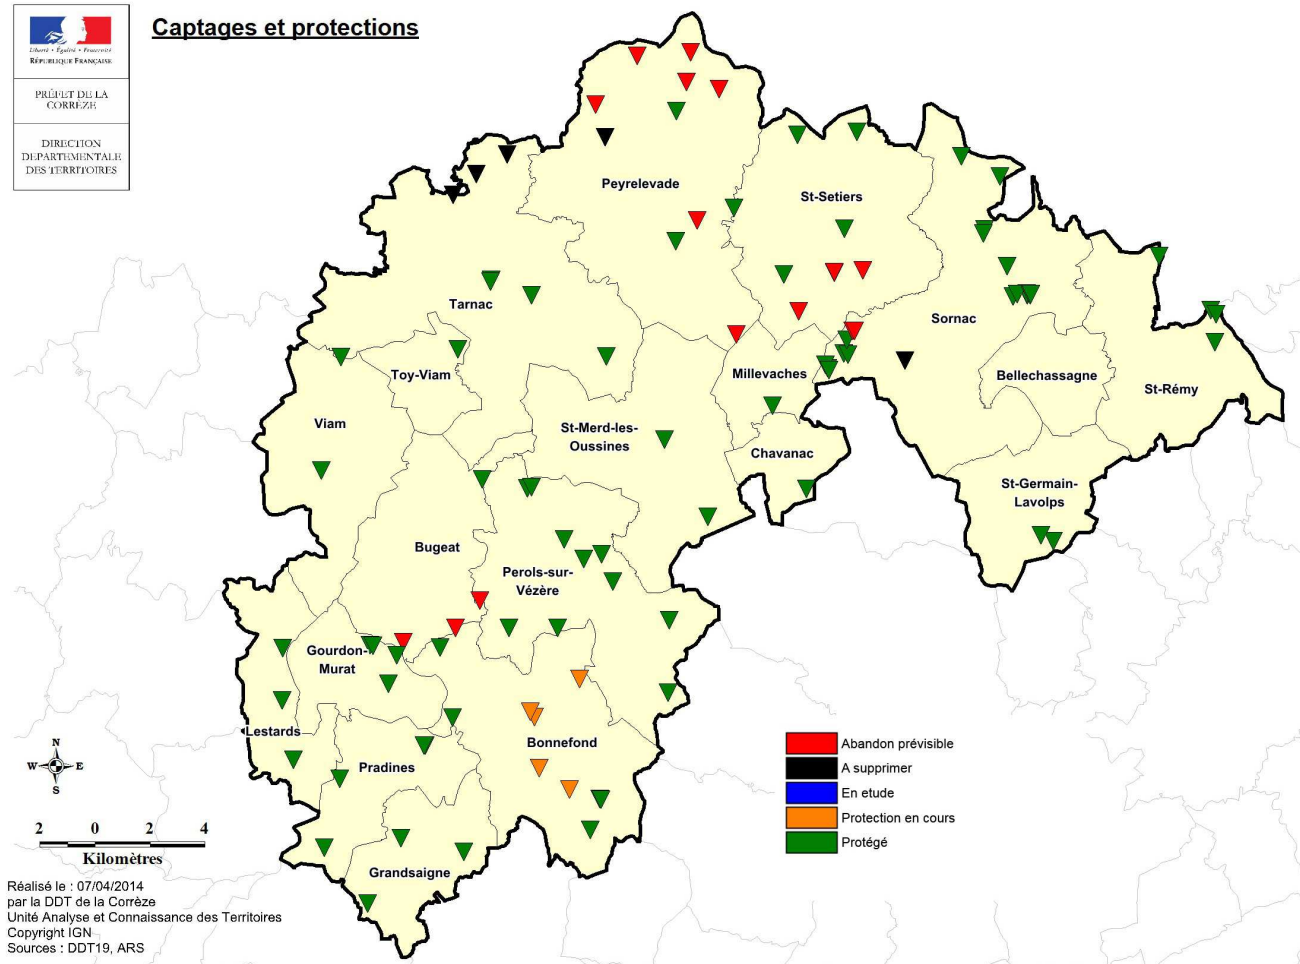 Captages et protections
Liberté • Égalité • Fraternité
RÉPUBLIQUE FRANÇAISE
PRÉFET DE LA
CORRÈZE
DIRECTION
DEPARTEMENTALE
DES TERRITOIRES
Peyrelevade
St-Setiers
Tarnac
Sornac
Toy-Viam
Millevaches
Bellechassagne
St-Rémy
Viam
St-Merd-les-
Oussines
Chavanac
St-Germain-
Lavolps
Bugeat
Perols-sur-
Vézère
Gourdon-
Murat
Lestards
Bonnefond
Pradines
Grandsaigne
N
W
E
S
2 0 2 4
Kilomètres
Abandon prévisible
A supprimer
En etude
Protection en cours
Protégé
Réalisé le : 07/04/2014
par la DDT de la Corrèze
Unité Analyse et Connaissance des Territoires
Copyright IGN
Sources : DDT19, ARS